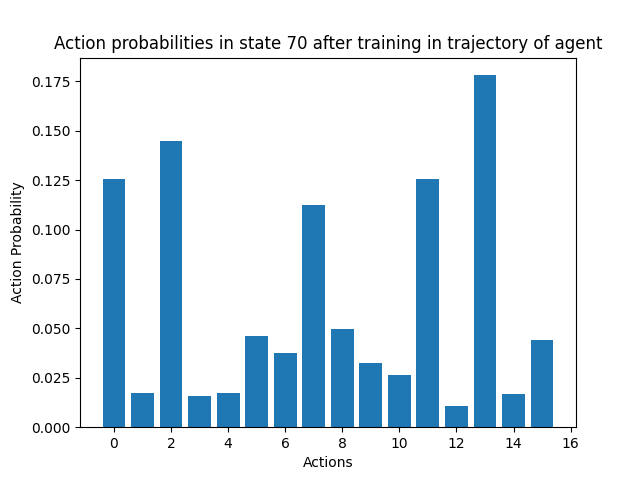 Action probabilities in state 70 after training in trajectory of agent
0.175
0.150
0.125
0.100
0.075
0.050
0.025
0.000
Action Probability
0 2 4 6 8 10 12 14 16
Actions